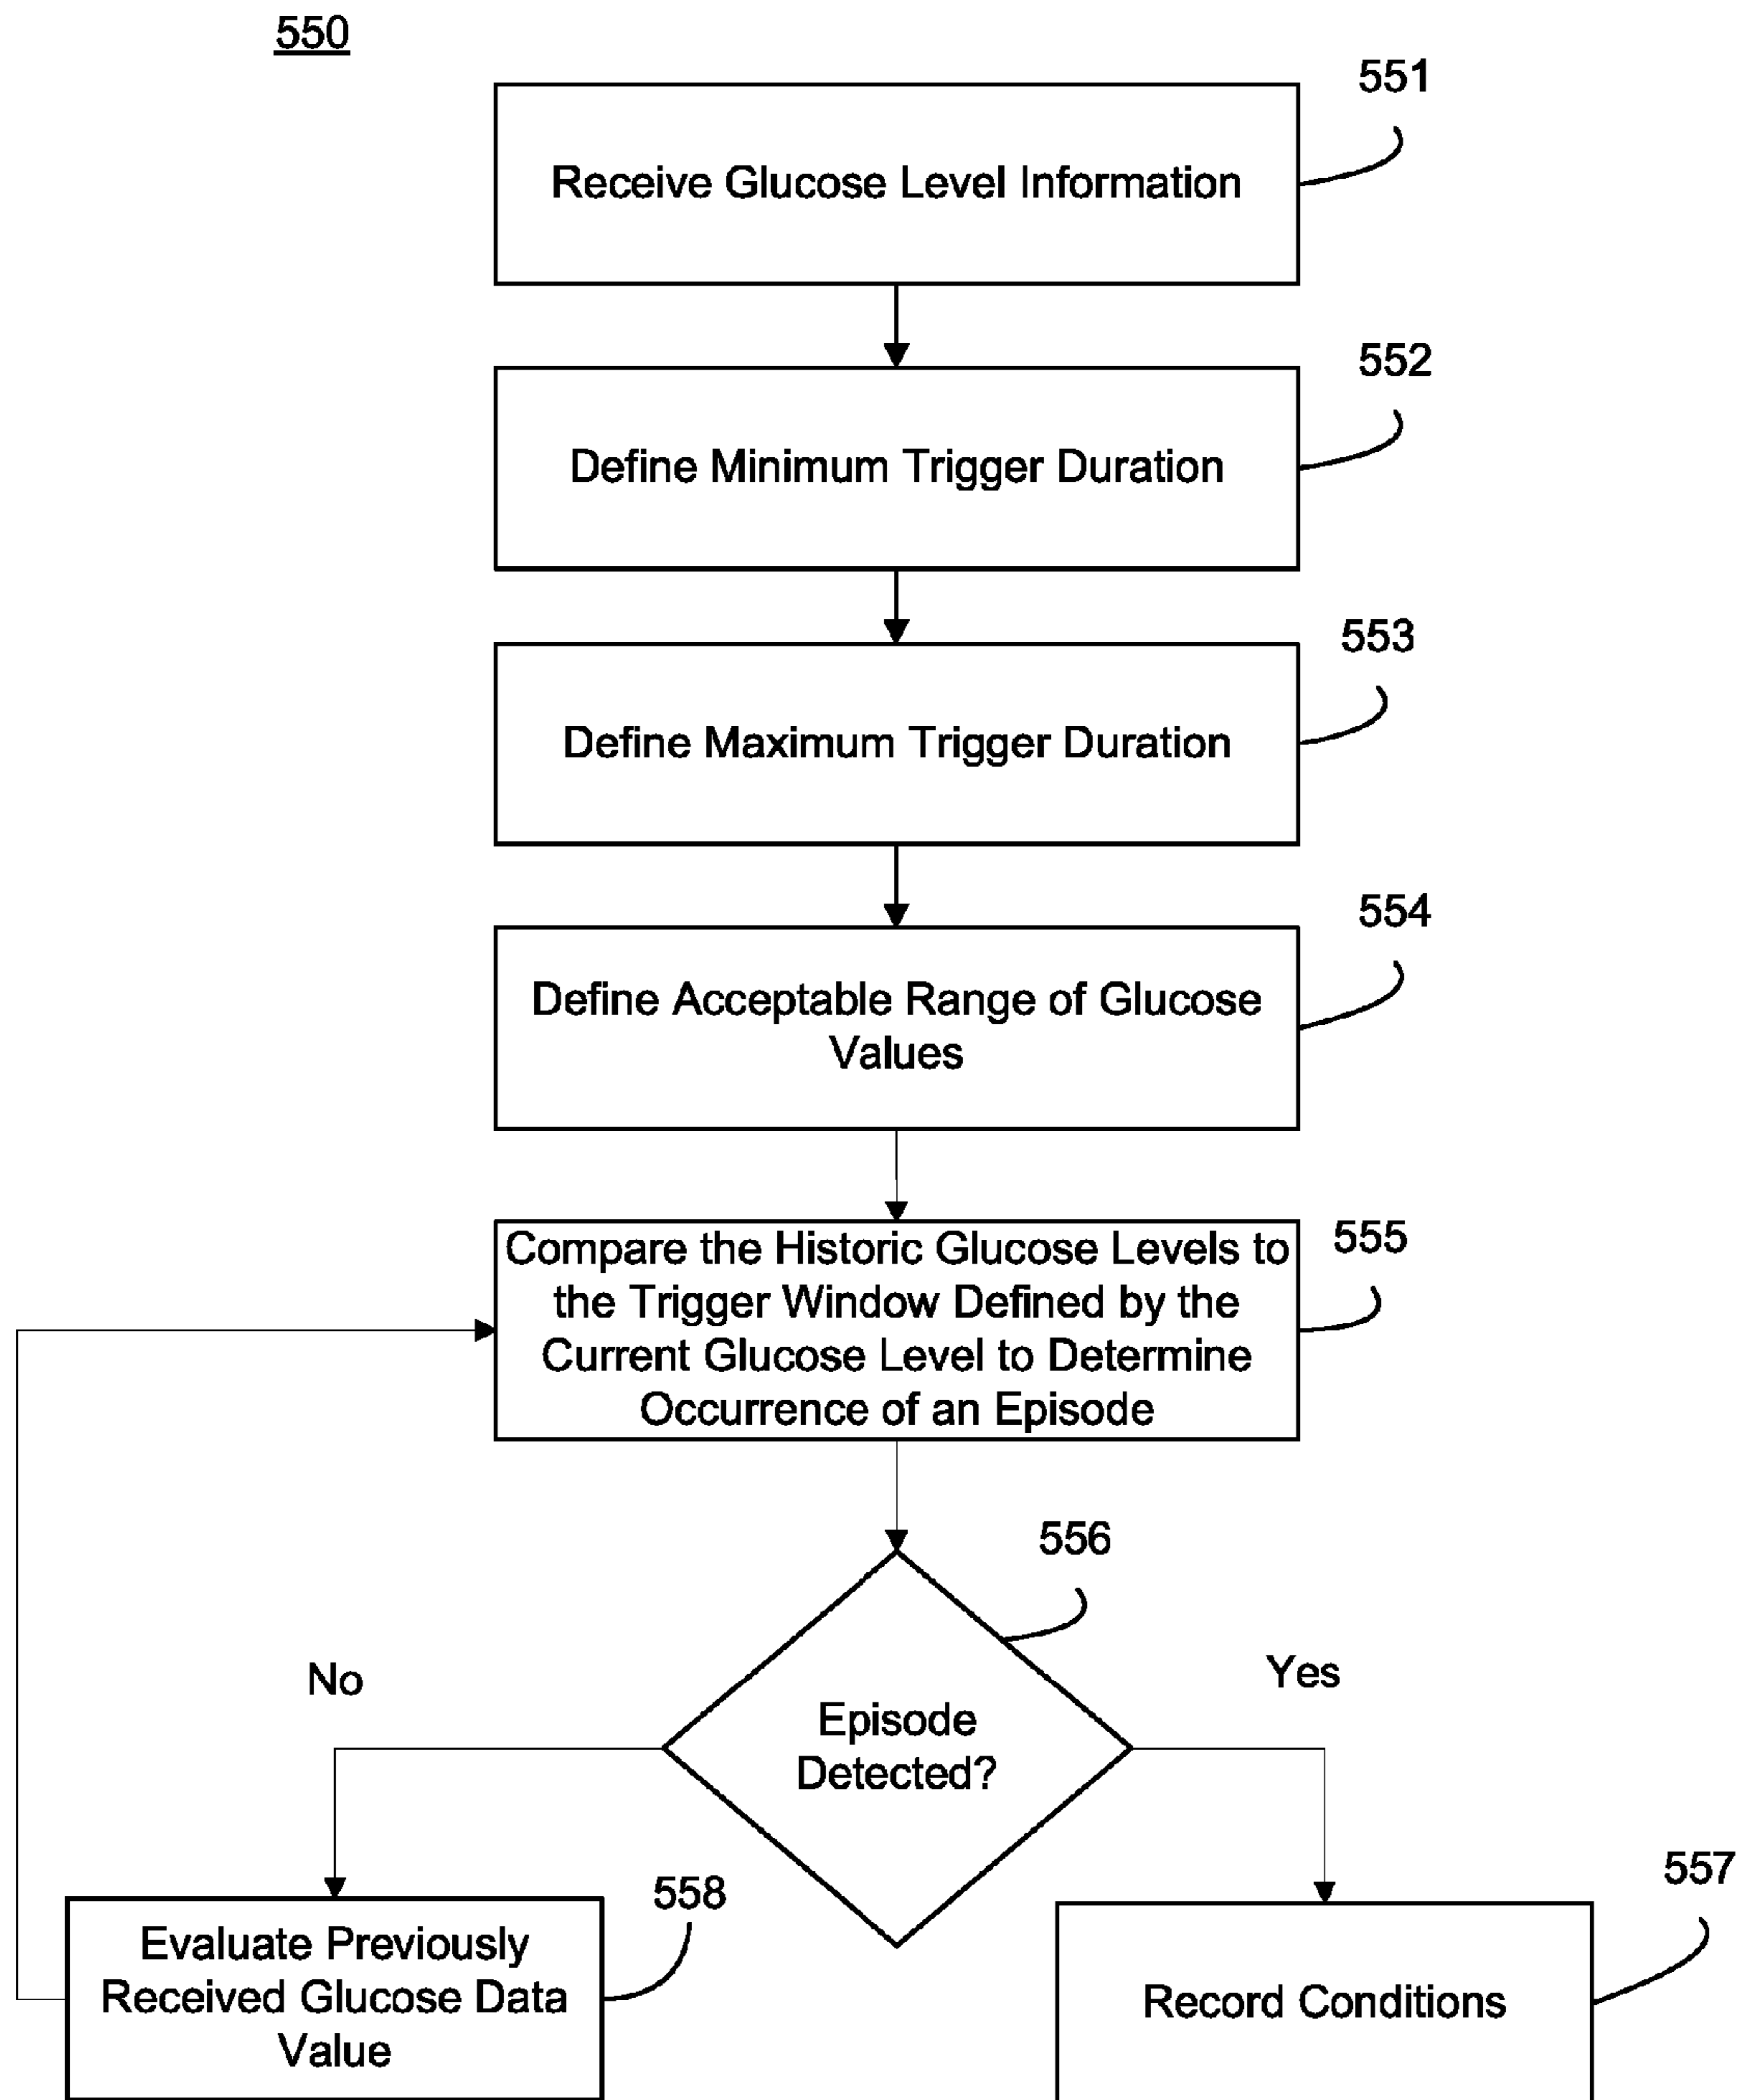 550
551
Receive Glucose Level Information
552
Define Minimum Trigger Duration
553
Define Maximum Trigger Duration
554
Define Acceptable Range of Glucose
Values
555
Compare the Historic Glucose Levels to
the Trigger Window Defined by the
Current Glucose Level to Determine
Occurrence of an Episode
556
No
Yes
Episode
Detected?
558
557
Evaluate Previously
Received Glucose Data
Value
Record Conditions